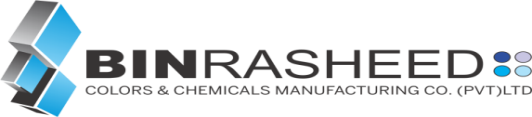 BINRASHEED
COLORS & CHEMICALS MANUFACTURING CO. (PVT)LTD